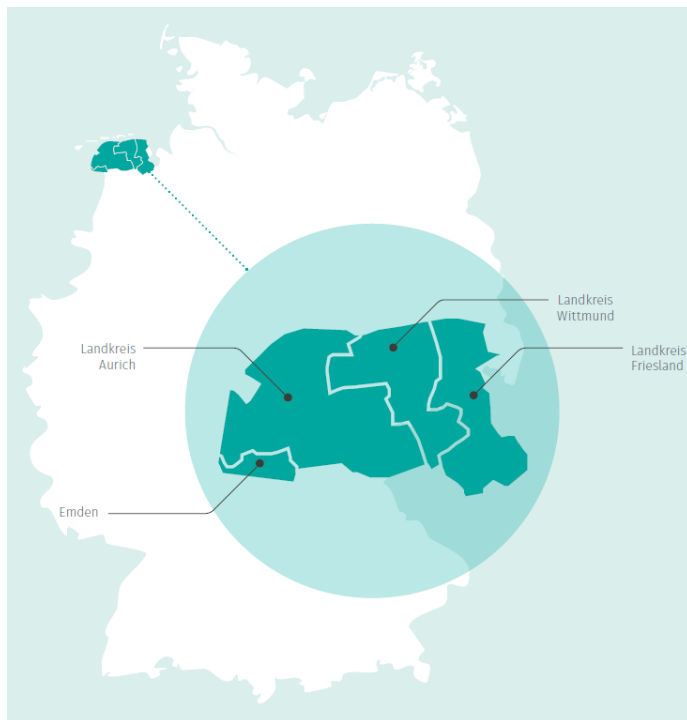 Landkreis
Wittmund
Landkreis
Aurich
Landkreis
Friesland
Emden